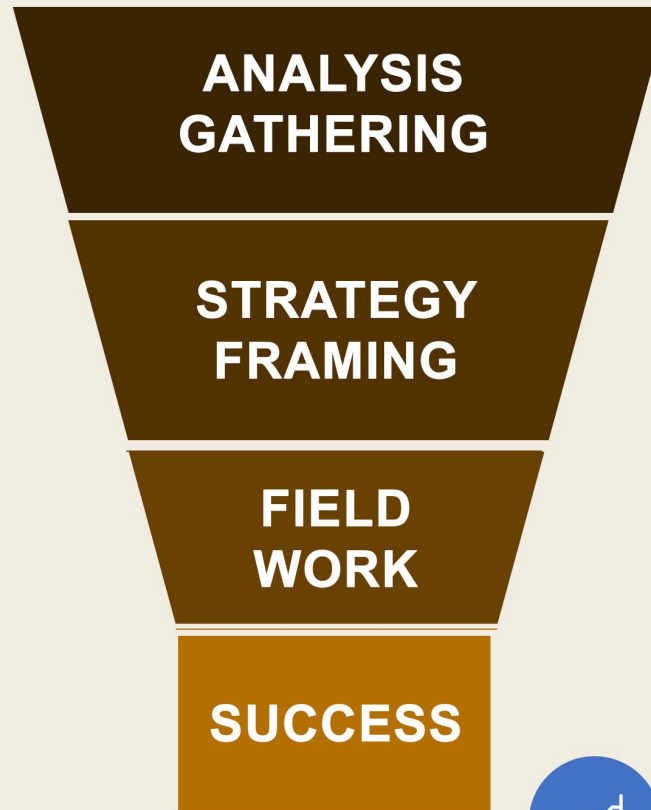 ANALYSIS
GATHERING
STRATEGY
FRAMING
FIELD
WORK
SUCCESS